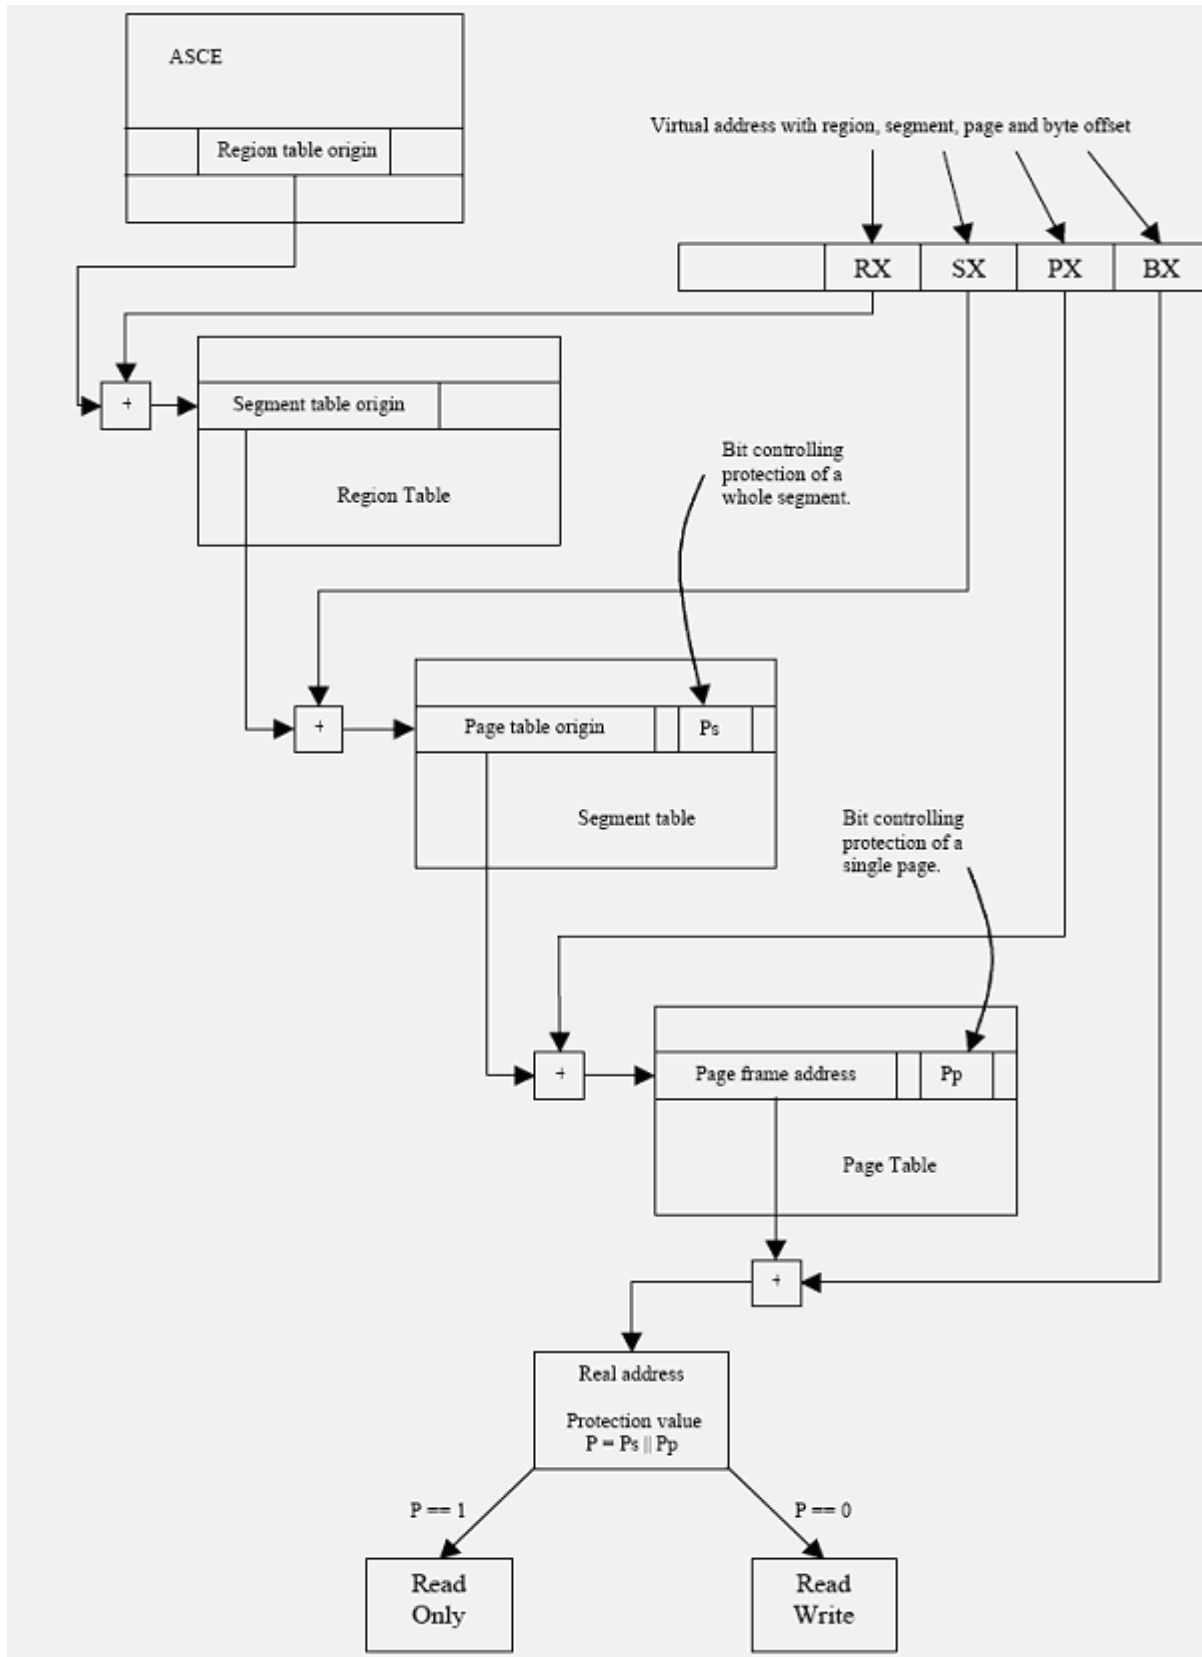 ASCE
Region table origin
Virtual address with region, segment, page and byte offset
RX SX PX BX
+
Segment table origin
Region Table
Bit controlling
protection of a
whole segment.
+
Page table origin
Ps
Segment table
Bit controlling
protection of a
single page.
+
Page frame address
Pp
Page Table
+
Real address
Protection value
P = Ps || Pp
P == 1
P == 0
Read
Only
Read
Write